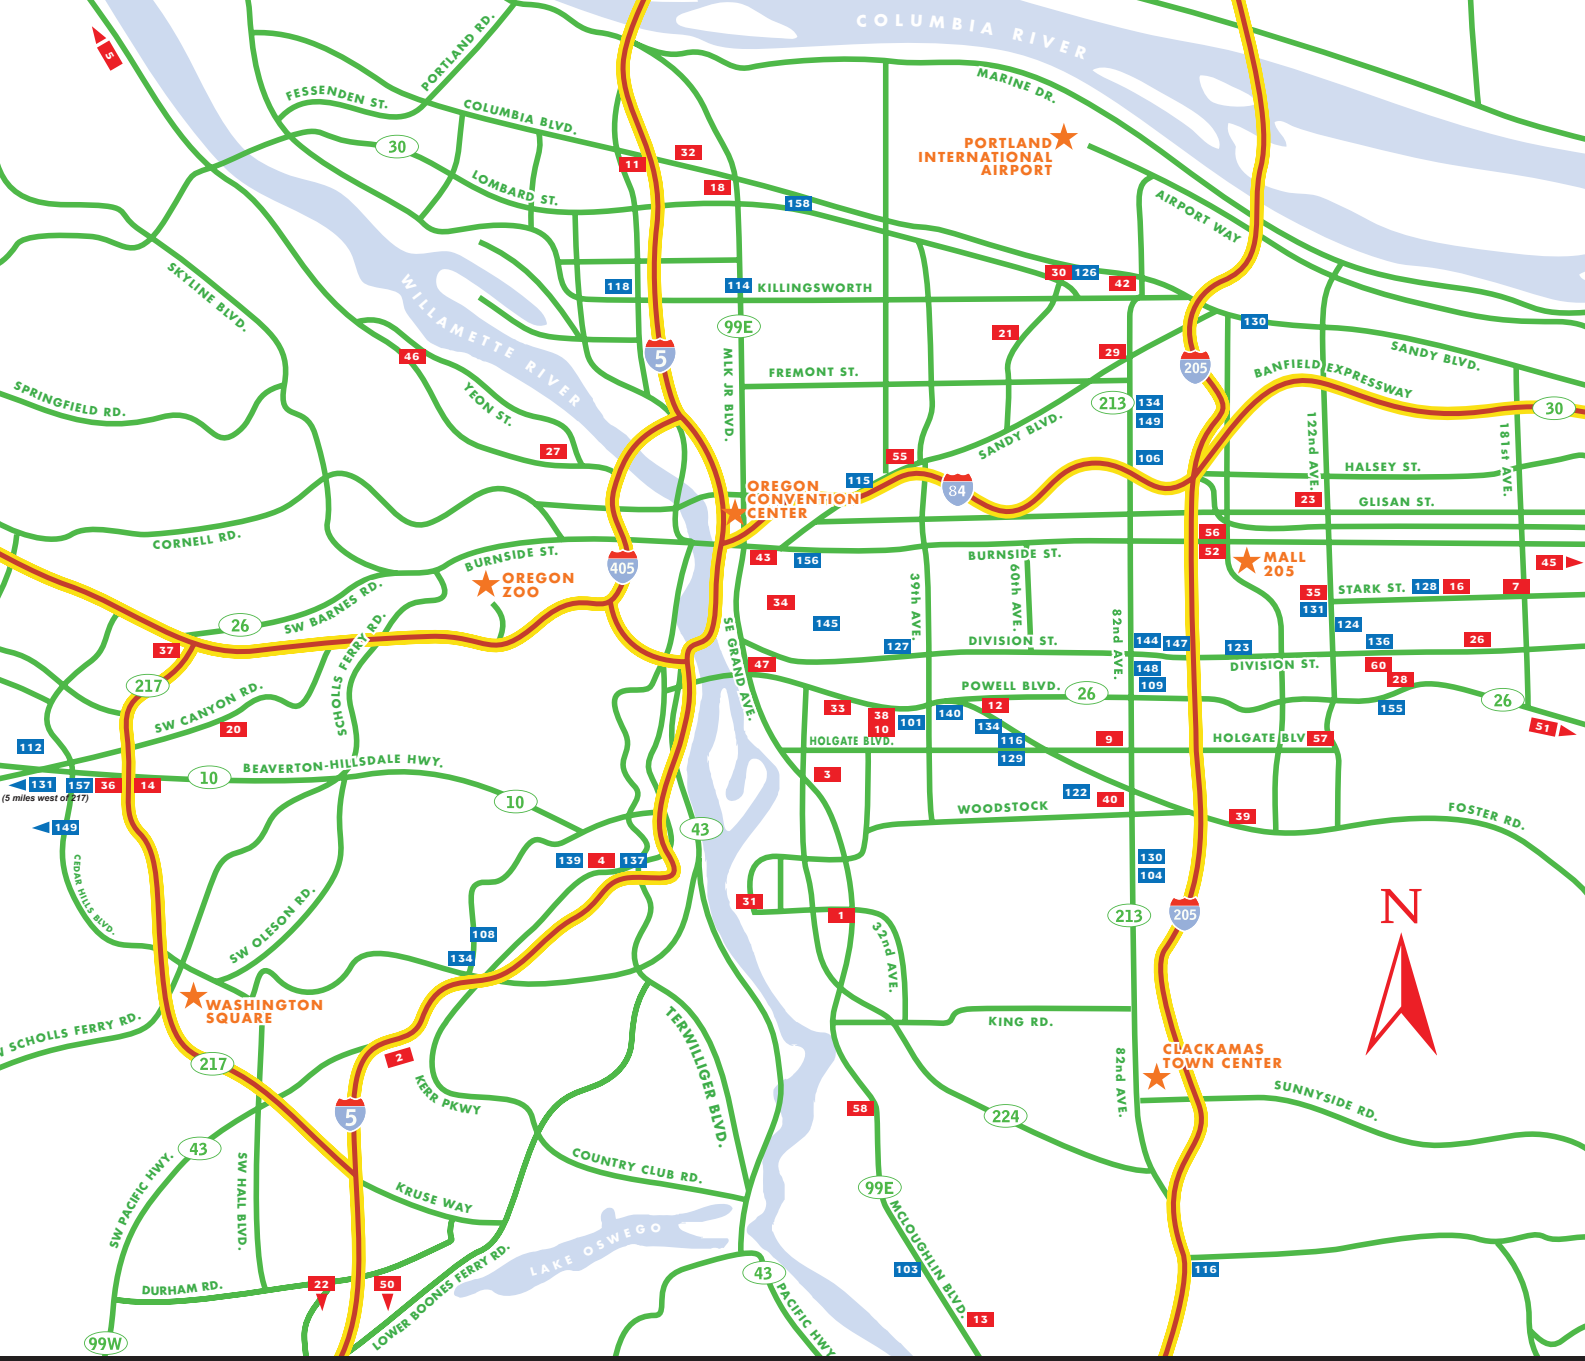 COLUMBIA RIVER
5
PORTLAND RD.
FESSENDEN ST.
COLUMBIA BLVD.
MARINE DR.
30
LOMBARD ST.
11
32
18
158
PORTLAND
INTERNATIONAL
AIRPORT
AIRPORT WAY
SKYLINE BLVD.
WILLAMETTE RIVER
118
114
KILLINGSWORTH
30
126
42
99E
5
21
29
130
46
MLK JR BLVD.
FREMONT ST.
205
SANDY BLVD.
BANFIELD EXPRESSWAY
SPRINGFIELD RD.
YEON ST.
213
134
149
30
SANDY BLVD.
122nd AVE.
181st AVE.
27
55
106
HALSEY ST.
115
84
OREGON
CONVENTION
CENTER
23
GLISAN ST.
CORNELL RD.
BURNSIDE ST.
405
43
156
BURNSIDE ST.
56
52
MALL
205
45
OREGON
ZOO
SW BARNES RD.
26
39th AVE.
60th AVE.
34
145
35
131
STARK ST.
128
16
7
124
82nd AVE.
SE GRAND AVE.
127
DIVISION ST.
144
147
123
136
26
DIVISION ST.
37
217
SCHOLLS FERRY RD.
47
148
109
60
28
SW CANYON RD.
POWELL BLVD.
26
26
155
20
33
38
10
101
140
12
134
51
112
HOLGATE BLVD.
116
129
9
HOLGATE BLV
57
BEAVERTON-HILLSDALE HWY.
10
131
157
36
14
(5 miles west of 217)
3
10
122
40
WOODSTOCK
39
FOSTER RD.
149
43
CEDAR HILLS BLVD.
139
4
137
130
104
31
1
213
205
N
SW OLESON RD.
108
134
32nd AVE.
WASHINGTON
SQUARE
W SCHOLLS FERRY RD.
TERWILLIGER BLVD.
KING RD.
217
2
CLACKAMAS
TOWN CENTER
82nd AVE.
KERR PKWY
5
58
224
SUNNYSIDE RD.
43
SW PACIFIC HWY.
SW HALL BLVD.
COUNTRY CLUB RD.
KRUSE WAY
99E
LAKE OSWEGO
MCLOUGHLIN BLVD.
LOWER BOONES FERRY RD.
43
103
116
DURHAM RD.
22
50
PACIFIC HWY
13
99W